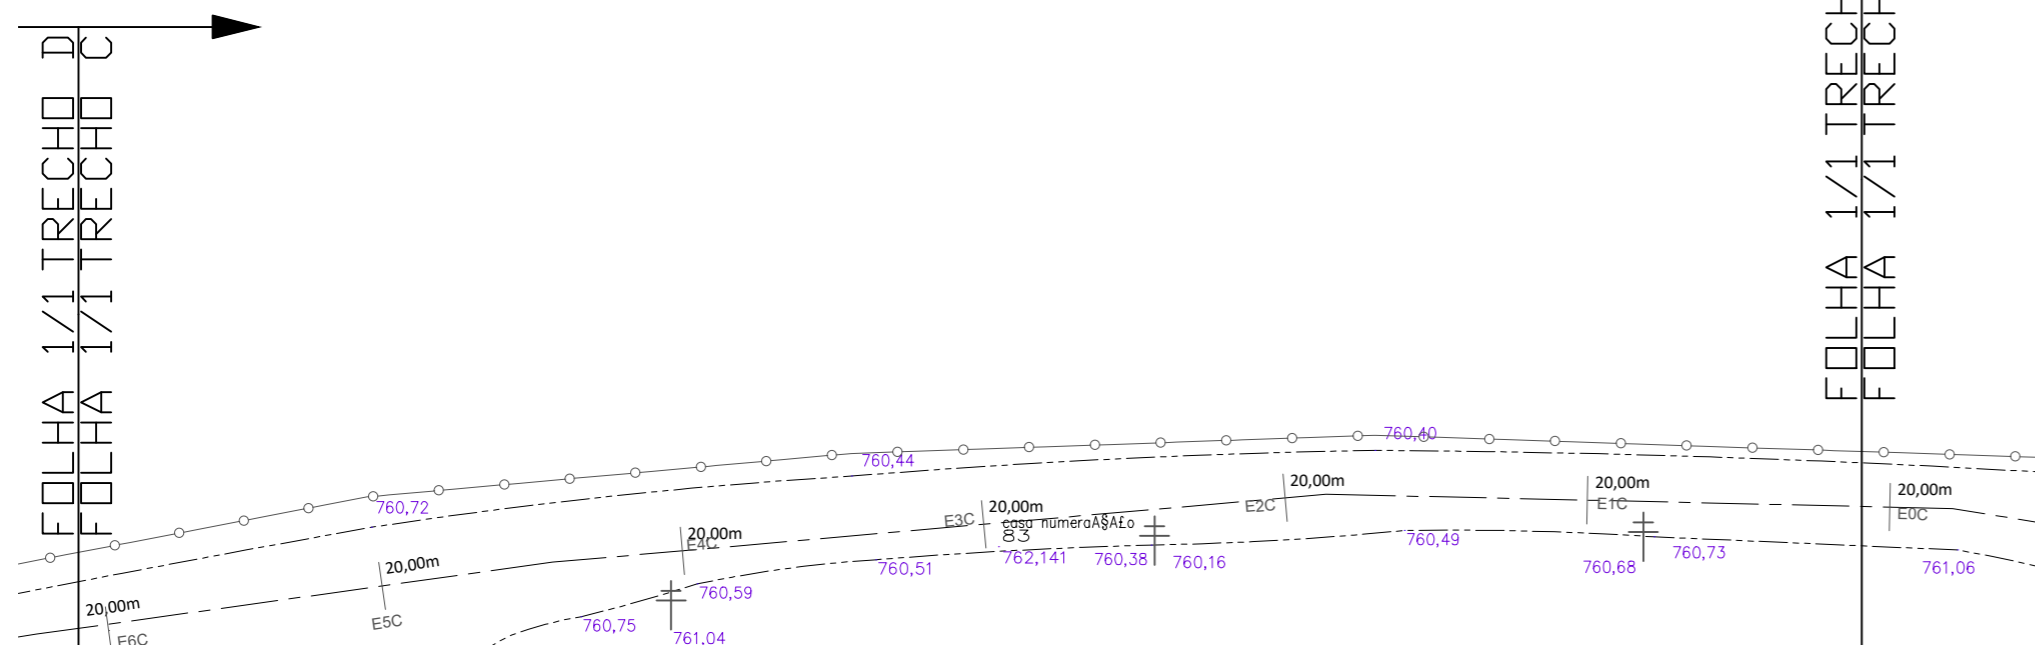 FOLHA 1/1 TRECHO D
FOLHA 1/1 TRECHO C
FOLHA 1/1 TRECH
FOLHA 1/1 TRECH
760,40
760,44
760,72
20,00m
20,00m
20,00m
20,00m
20,00m
20,00m
20,00m
E0C
E1C
E2C
E3C
E4C
E5C
E6C
casa numeraÃ§Ã£o
83
762,141
760,38
760,16
760,49
760,68
760,73
761,06
760,51
760,59
760,75
761,04